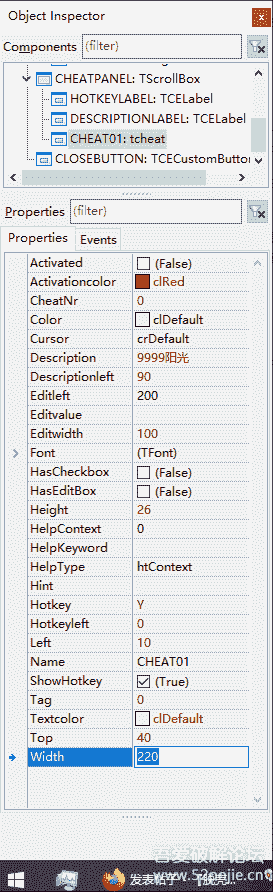 Object Inspector
Components (filter)
CHEATPANEL: TScrollBox
HOTKEYLABEL: TCELabel
DESCRIPTIONLABEL: TCELabel
CHEAT01: tcheat
CLOSEBUTTON: TCECustomButton
Properties (filter)
Properties Events
Activated (False)
Activationcolor clRed
CheatNr 0
Color clDefault
Cursor crDefault
Description 9999阳光
Descriptionleft 90
Editleft 200
Editvalue
Editwidth 100
Font (TFont)
HasCheckbox (False)
HasEditBox (False)
Height 26
HelpContext 0
HelpKeyword
HelpType htContext
Hint
Hotkey Y
Hotkeyleft 0
Left 10
Name CHEAT01
ShowHotkey (True)
Tag 0
Textcolor clDefault
Top 40
Width 220
吾爱破解论坛
www.52pojie.cn
发表帖子